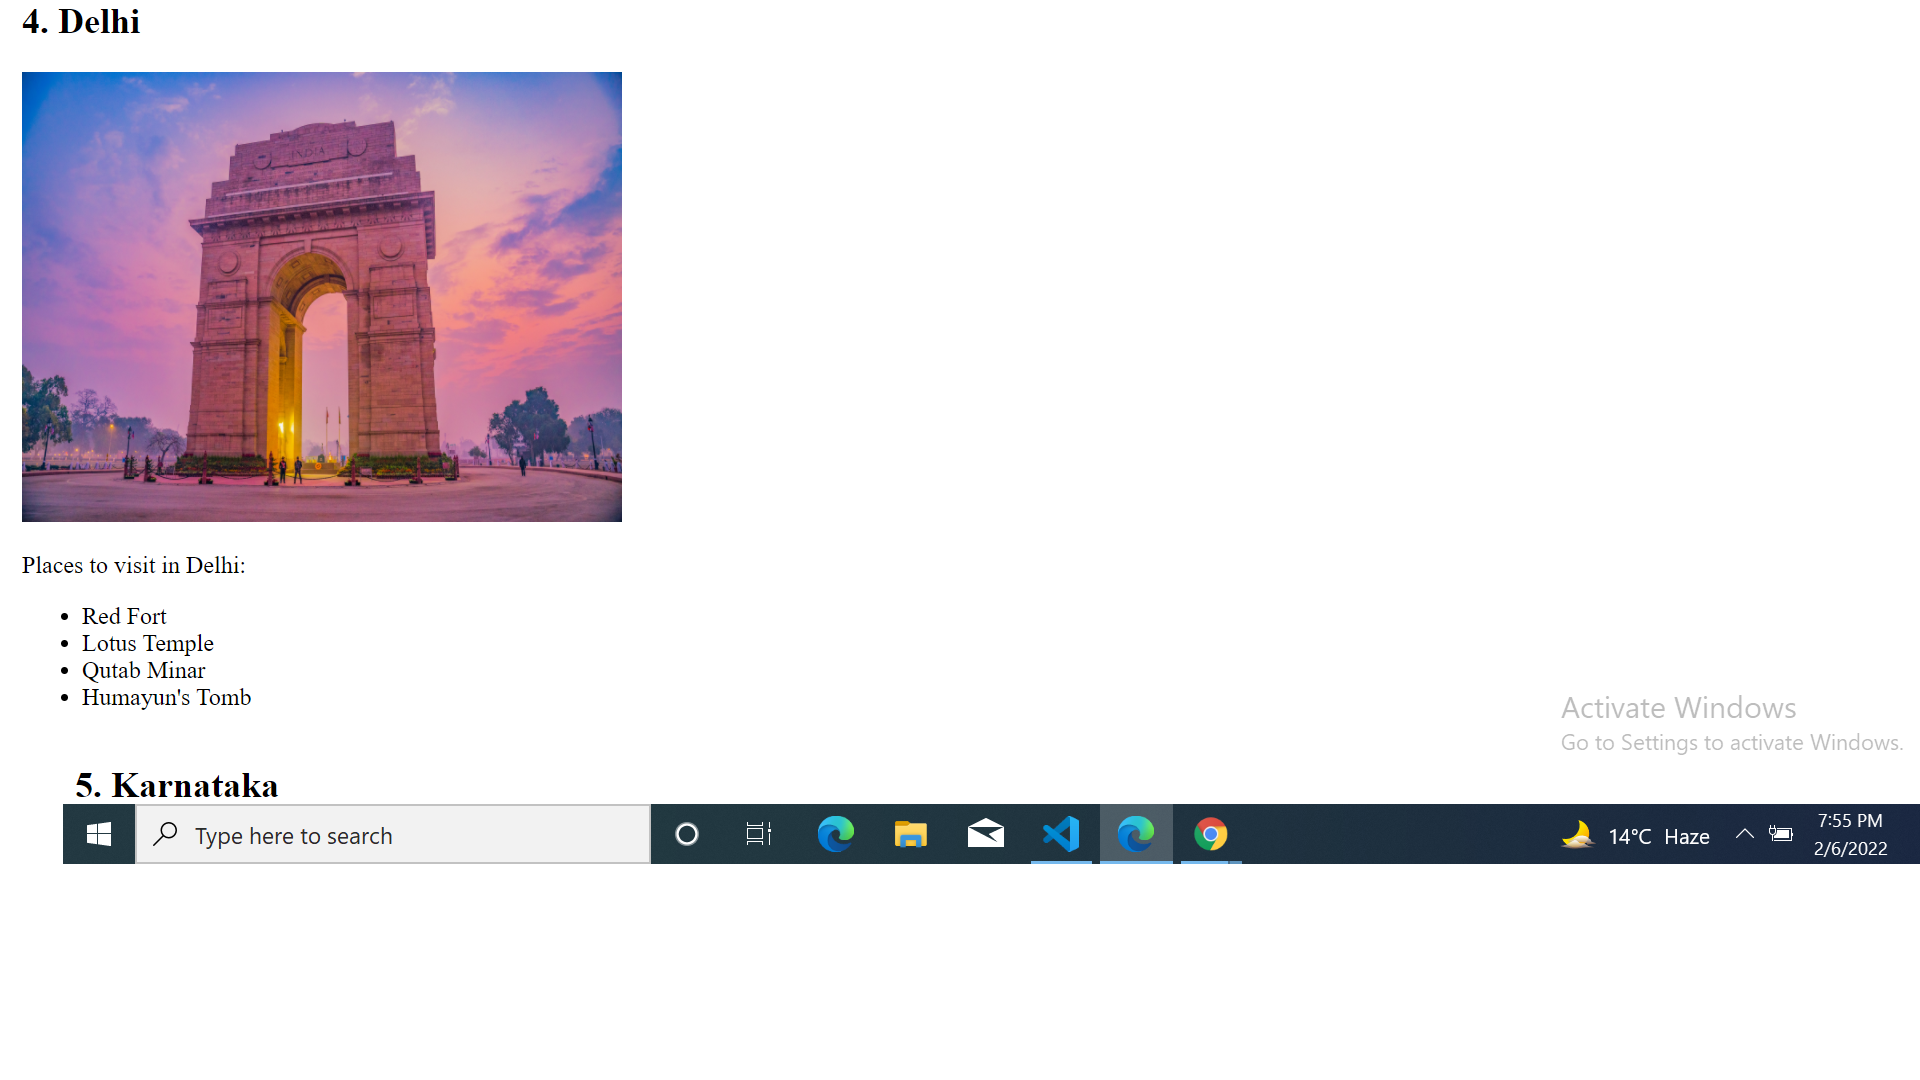 4. Delhi
INDIA
Places to visit in Delhi:
• Red Fort
• Lotus Temple
• Qutab Minar
• Humayun's Tomb
Activate Windows
Go to Settings to activate Windows.
5. Karnataka
Type here to search
14°C Haze
7:55 PM
2/6/2022